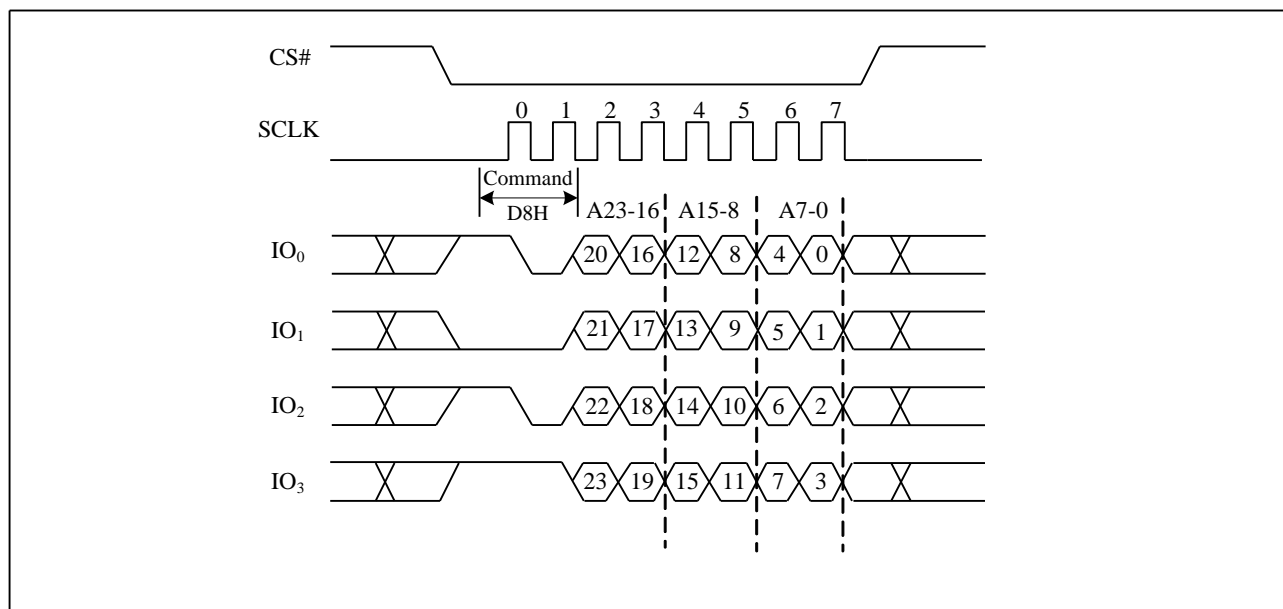 CS#
0 1 2 3 4 5 6 7
SCLK
Command
D8H
A23-16 A15-8 A7-0
IO₀ 20 16 12 8 4 0
IO₁ 21 17 13 9 5 1
IO₂ 22 18 14 10 6 2
IO₃ 23 19 15 11 7 3